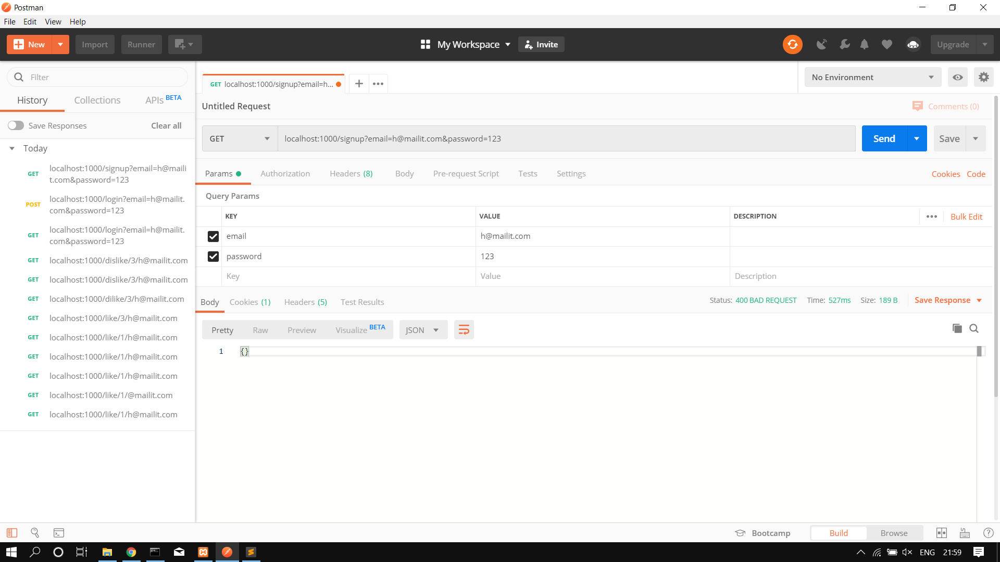 Postman
File Edit View Help
New Import Runner My Workspace Invite Upgrade
Filter
History Collections APIs BETA
Save Responses Clear all
Today
GET localhost:1000/signup?email=h@maili
t.com&password=123
POST localhost:1000/login?email=h@mailit.
com&password=123
GET localhost:1000/login?email=h@mailit.
com&password=123
GET localhost:1000/dislike/3/h@mailit.com
GET localhost:1000/dislike/3/h@mailit.com
GET localhost:1000/dilike/3/h@mailit.com
GET localhost:1000/like/3/h@mailit.com
GET localhost:1000/like/1/h@mailit.com
GET localhost:1000/like/1/h@mailit.com
GET localhost:1000/like/1/h@mailit.com
GET localhost:1000/like/1/@mailit.com
GET localhost:1000/like/1/h@mailit.com
GET localhost:1000/signup?email=h... No Environment
Untitled Request Comments (0)
GET localhost:1000/signup?email=h@mailit.com&password=123 Send Save
Params Authorization Headers (8) Body Pre-request Script Tests Settings Cookies Code
Query Params
KEY VALUE DESCRIPTION Bulk Edit
email h@mailit.com
password 123
Key Value Description
Body Cookies (1) Headers (5) Test Results Status: 400 BAD REQUEST Time: 527ms Size: 189 B Save Response
Pretty Raw Preview Visualize BETA JSON
1 {}
Bootcamp Build Browse
ENG 21:59